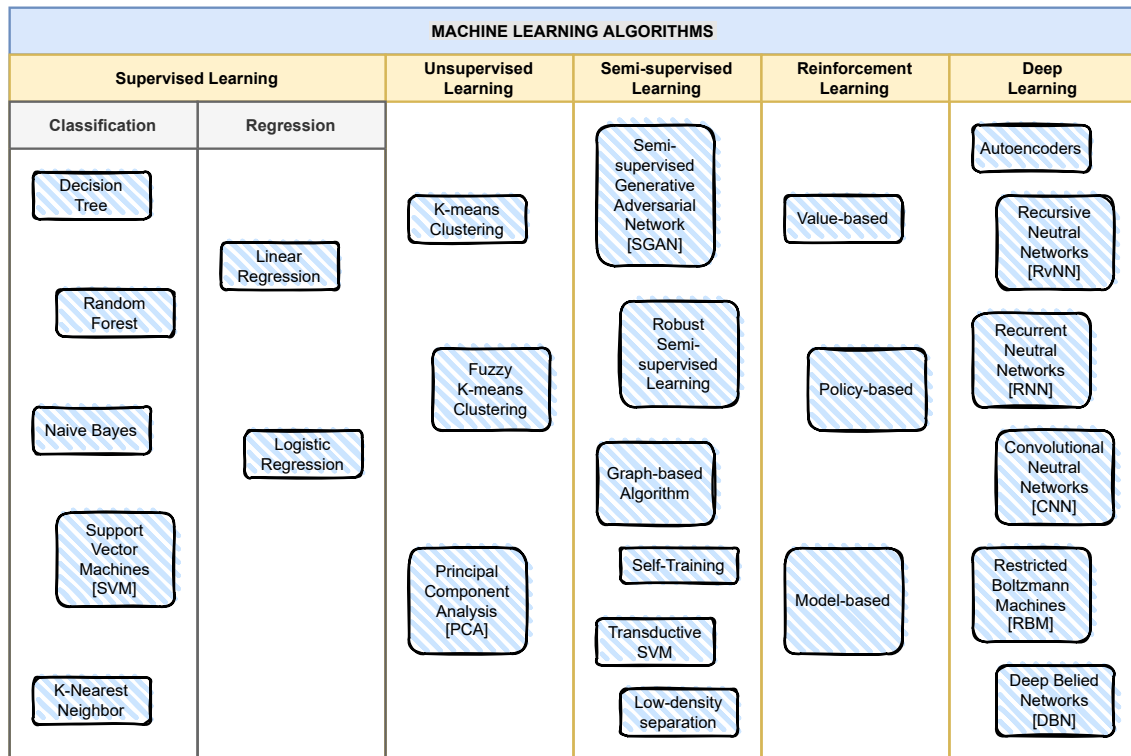 MACHINE LEARNING ALGORITHMS
Supervised Learning
Unsupervised
Learning
Semi-supervised
Learning
Reinforcement
Learning
Deep
Learning
Classification
Regression
Decision
Tree
Random
Forest
Naive Bayes
Support
Vector
Machines
[SVM]
K-Nearest
Neighbor
Linear
Regression
Logistic
Regression
K-means
Clustering
Fuzzy
K-means
Clustering
Principal
Component
Analysis
[PCA]
Semi-
supervised
Generative
Adversarial
Network
[SGAN]
Robust
Semi-
supervised
Learning
Graph-based
Algorithm
Self-Training
Transductive
SVM
Low-density
separation
Value-based
Policy-based
Model-based
Autoencoders
Recursive
Neutral
Networks
[RvNN]
Recurrent
Neutral
Networks
[RNN]
Convolutional
Neutral
Networks
[CNN]
Restricted
Boltzmann
Machines
[RBM]
Deep Belied
Networks
[DBN]